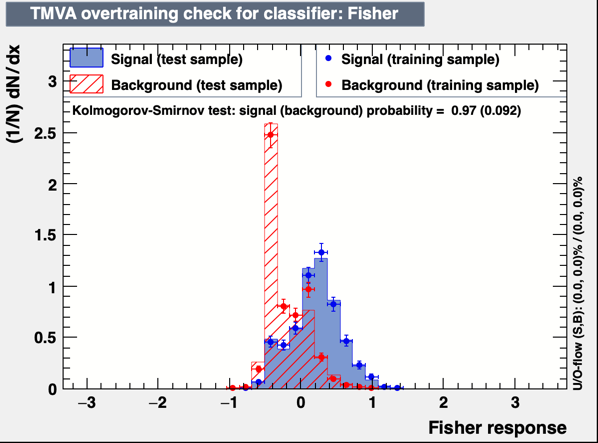 TMVA overtraining check for classifier: Fisher
Signal (test sample)
Background (test sample)
Signal (training sample)
Background (training sample)
Kolmogorov-Smirnov test: signal (background) probability = 0.97 (0.092)
(1/N) dN/dx
3
2.5
2
1.5
1
0.5
0
−3 −2 −1 0 1 2 3
Fisher response
U/O-flow (S,B): (0.0, 0.0)% / (0.0, 0.0)%